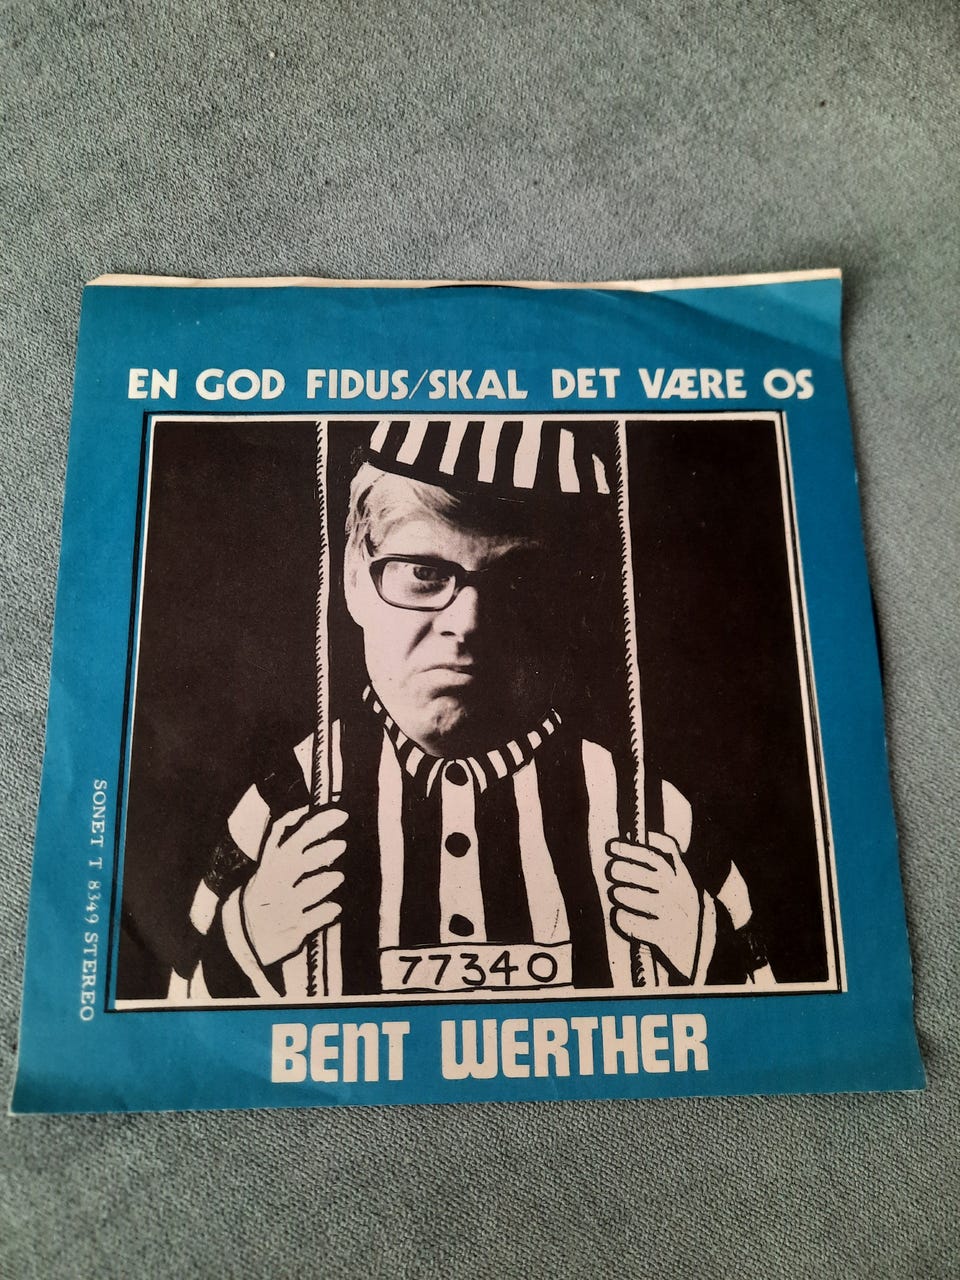 EN GOD FIDUS/SKAL DET VÆRE OS
SONET T 8349 STEREO
77340
BENT WERTHER